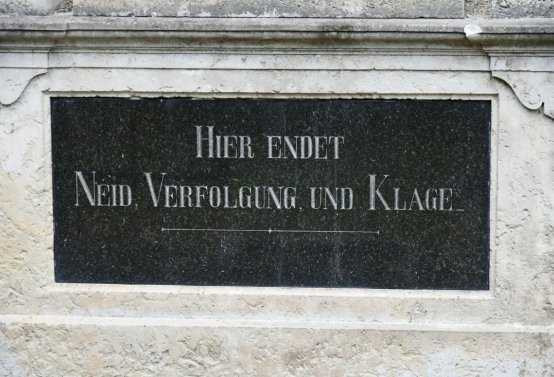 Hier endet
Neid, Verfolgung und Klage.